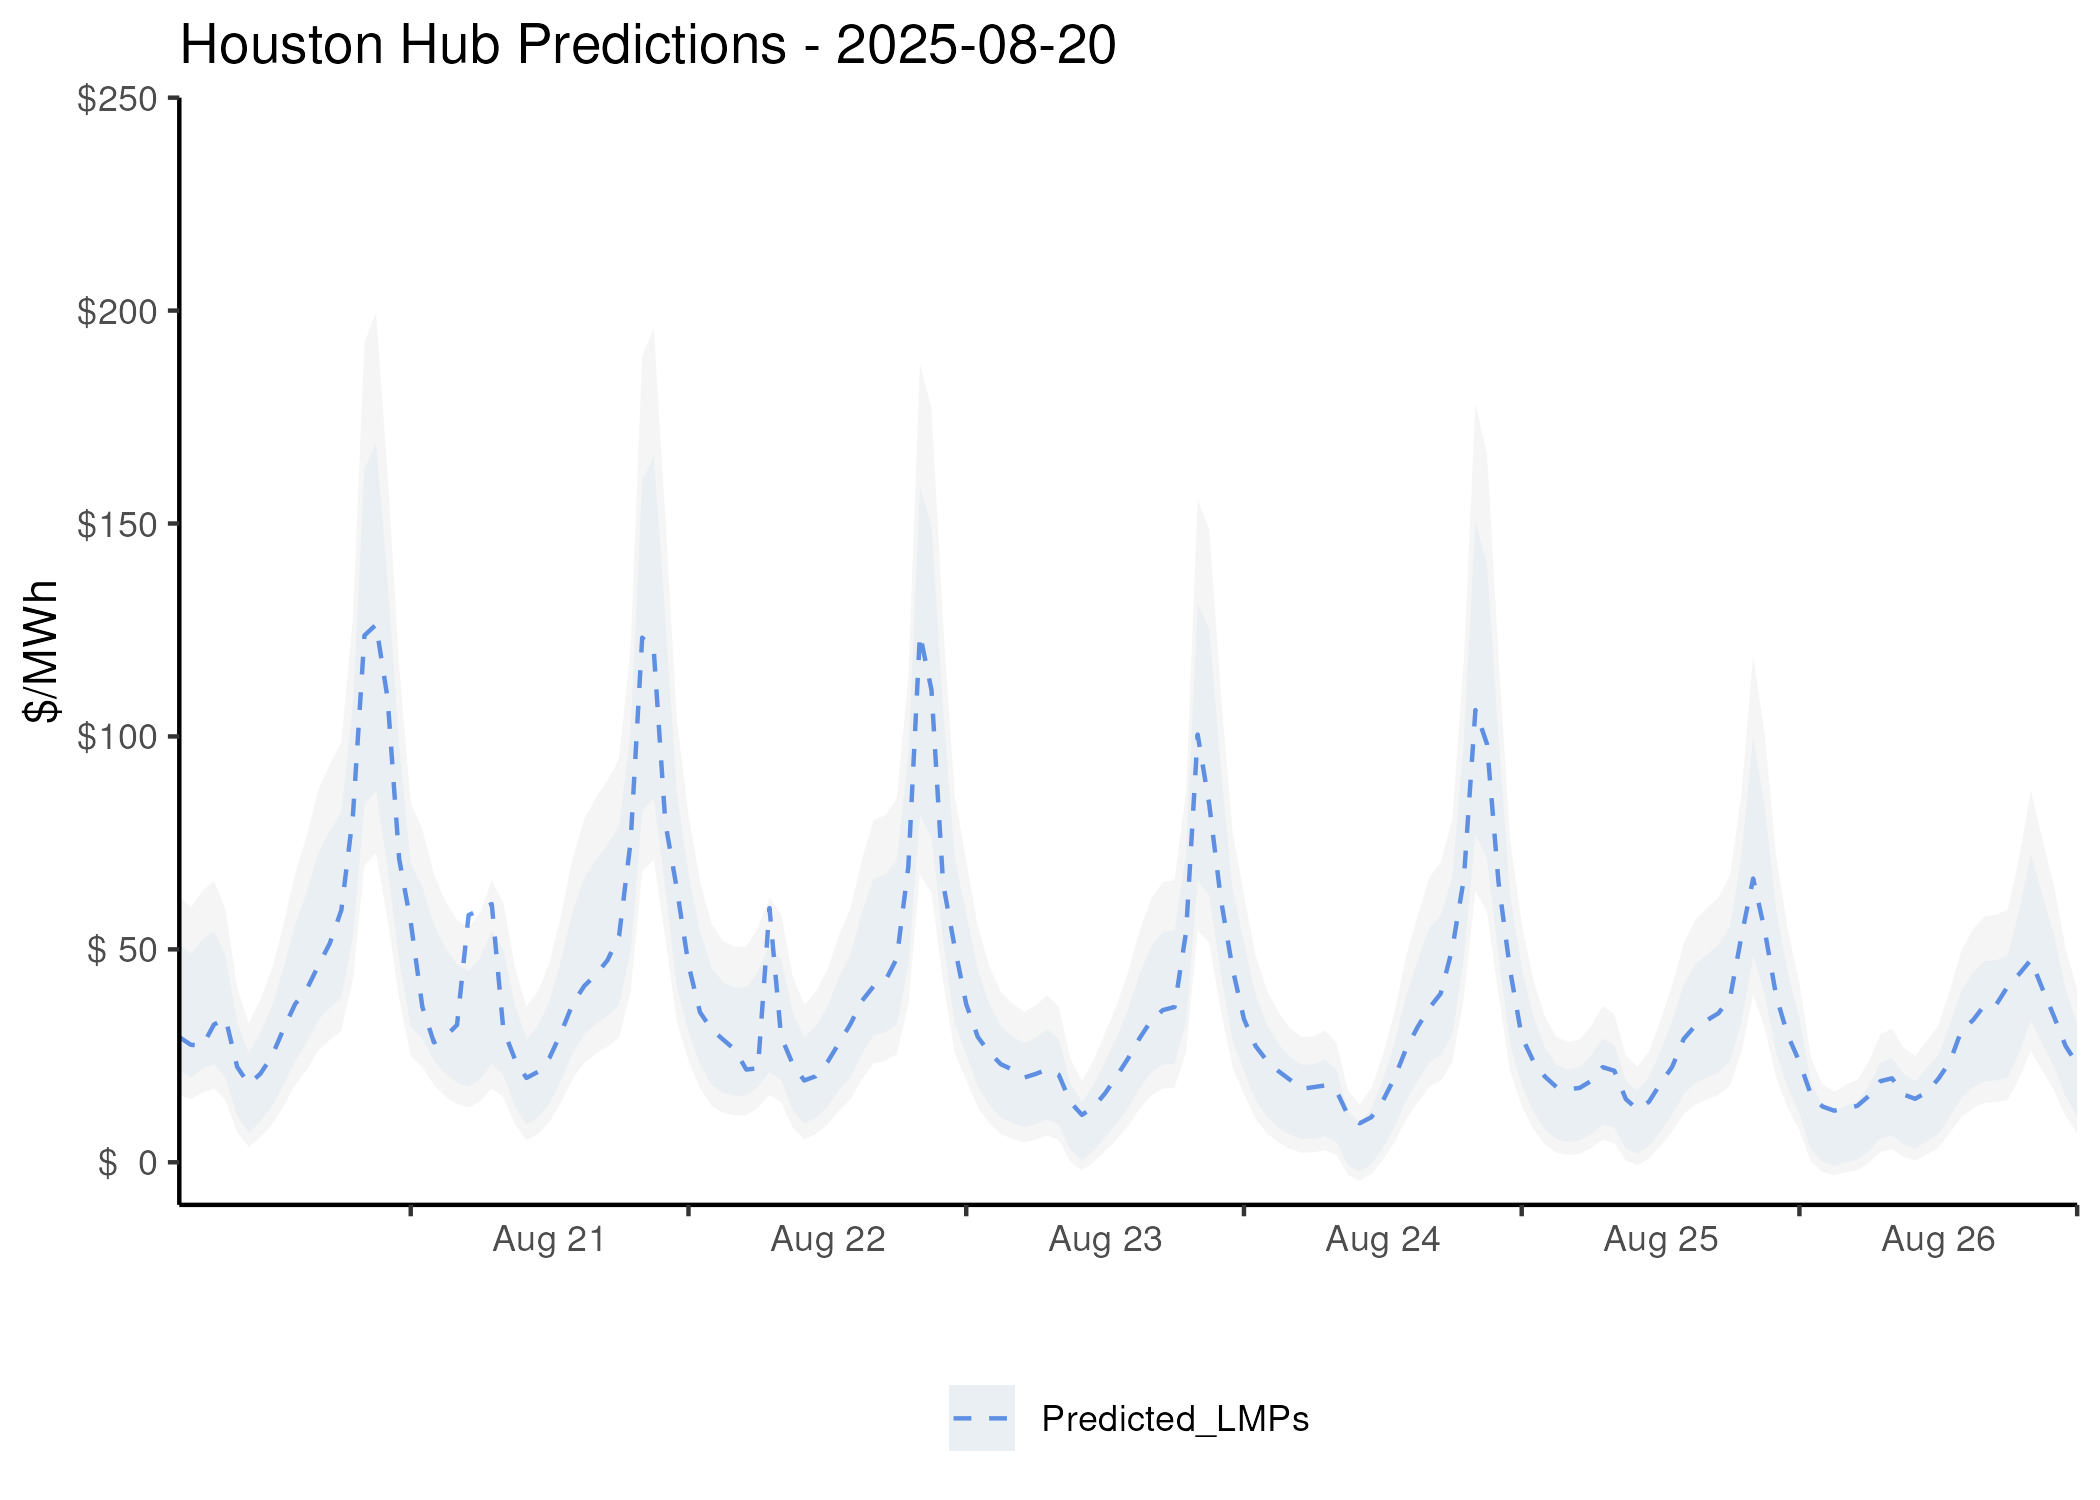 Houston Hub Predictions - 2025-08-20
$250
$200
$150
$100
$ 50
$  0
$/MWh
Aug 21
Aug 22
Aug 23
Aug 24
Aug 25
Aug 26
Predicted_LMPs